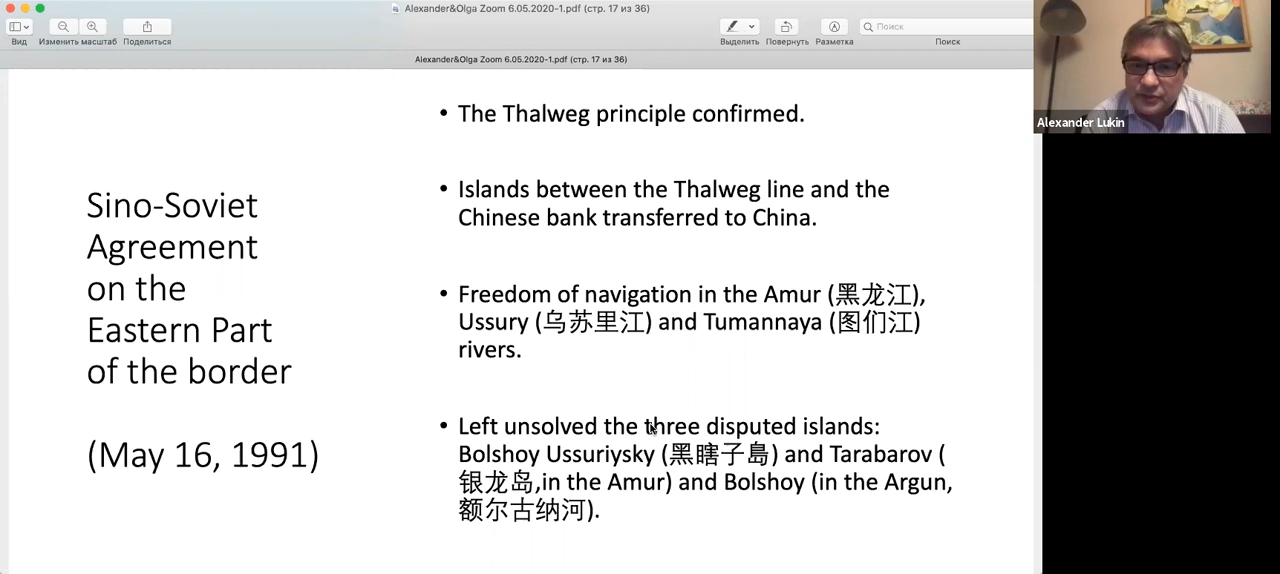 Alexander&Olga Zoom 6.05.2020-1.pdf (стр. 17 из 36)
Вид
Изменить масштаб
Поделиться
Выделить
Повернуть
Разметка
Поиск
Поиск
Alexander&Olga Zoom 6.05.2020-1.pdf (стр. 17 из 36)
Alexander Lukin
Sino-Soviet
Agreement
on the
Eastern Part
of the border
(May 16, 1991)
• The Thalweg principle confirmed.
• Islands between the Thalweg line and the
Chinese bank transferred to China.
• Freedom of navigation in the Amur (黑龙江),
Ussury (乌苏里江) and Tumannaya (图们江)
rivers.
• Left unsolved the three disputed islands:
Bolshoy Ussuriysky (黑瞎子島) and Tarabarov (
银龙岛,in the Amur) and Bolshoy (in the Argun,
额尔古纳河).